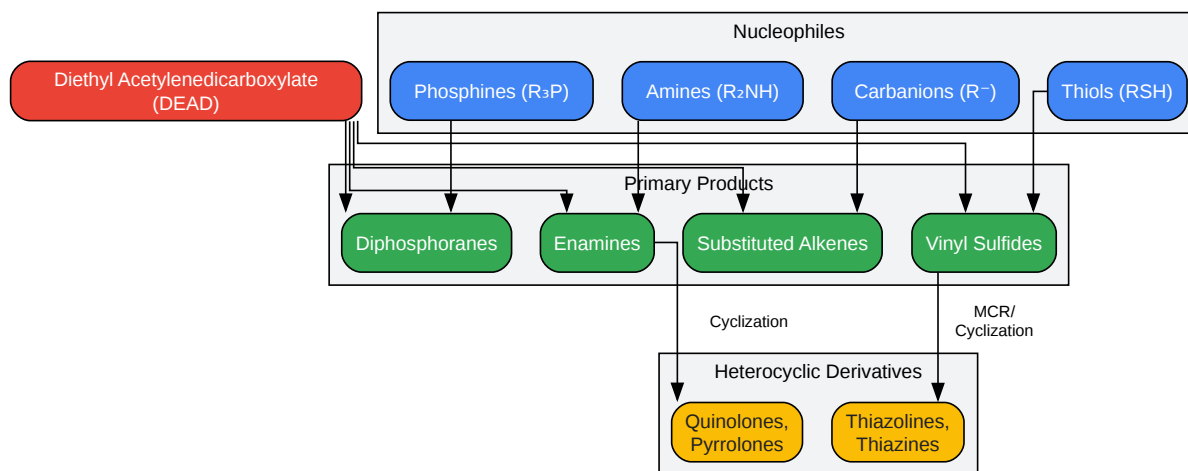 Nucleophiles
Diethyl Acetylenedicarboxylate
(DEAD)
Phosphines (R₃P)
Amines (R₂NH)
Carbanions (R⁻)
Thiols (RSH)
Primary Products
Diphosphoranes
Enamines
Substituted Alkenes
Vinyl Sulfides
Cyclization
MCR/
Cyclization
Heterocyclic Derivatives
Quinolones,
Pyrrolones
Thiazolines,
Thiazines